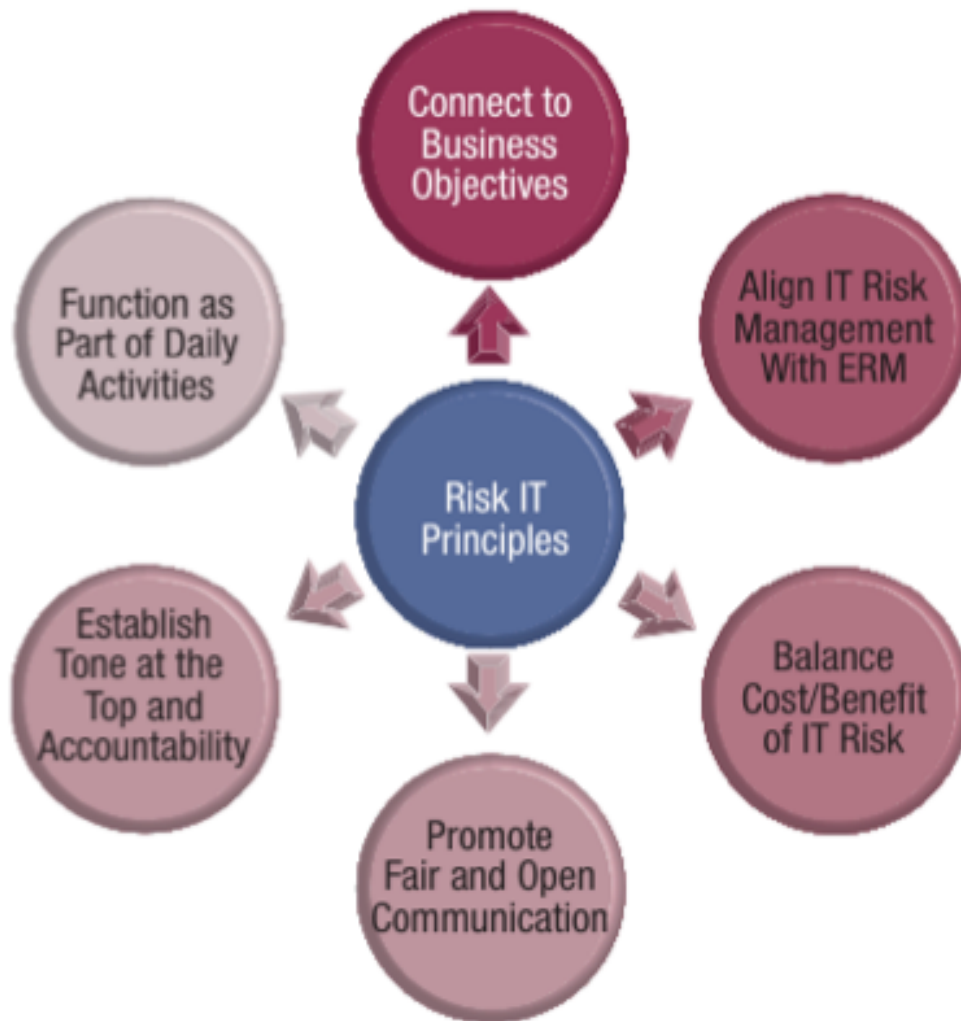 Connect to
Business
Objectives
Align IT Risk
Management
With ERM
Balance
Cost/Benefit
of IT Risk
Promote
Fair and Open
Communication
Establish
Tone at the
Top and
Accountability
Function as
Part of Daily
Activities
Risk IT
Principles